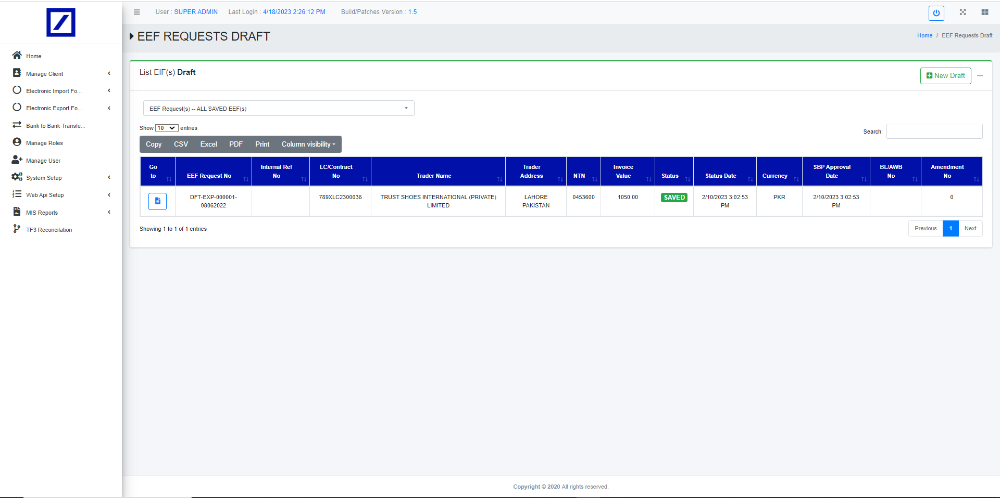 User : SUPER ADMIN Last Login : 4/18/2023 2:26:12 PM Build/Patches Version : 1.5
EEF REQUESTS DRAFT
Home / EEF Requests Draft
Home
Manage Client
Electronic Import Fo...
Electronic Export Fo...
Bank to Bank Transfe...
Manage Roles
Manage User
System Setup
Web Api Setup
MIS Reports
TF3 Reconcilation
List EIF(s) Draft
New Draft
EEF Request(s) -- ALL SAVED EEF(s)
Show 10 entries
Search:
Copy CSV Excel PDF Print Column visibility
Go to
EEF Request No
Internal Ref No
LC/Contract No
Trader Name
Trader Address
NTN
Invoice Value
Status
Status Date
Currency
SBP Approval Date
BL/AWB No
Amendment No
DFT-EXP-000001-
08062022
789XLC2300036
TRUST SHOES INTERNATIONAL (PRIVATE)
LIMITED
LAHORE
PAKISTAN
0453600
1050.00
SAVED
2/10/2023 3:02:53
PM
PKR
2/10/2023 3:02:53
PM
0
Showing 1 to 1 of 1 entries
Previous 1 Next
Copyright © 2020 All rights reserved.